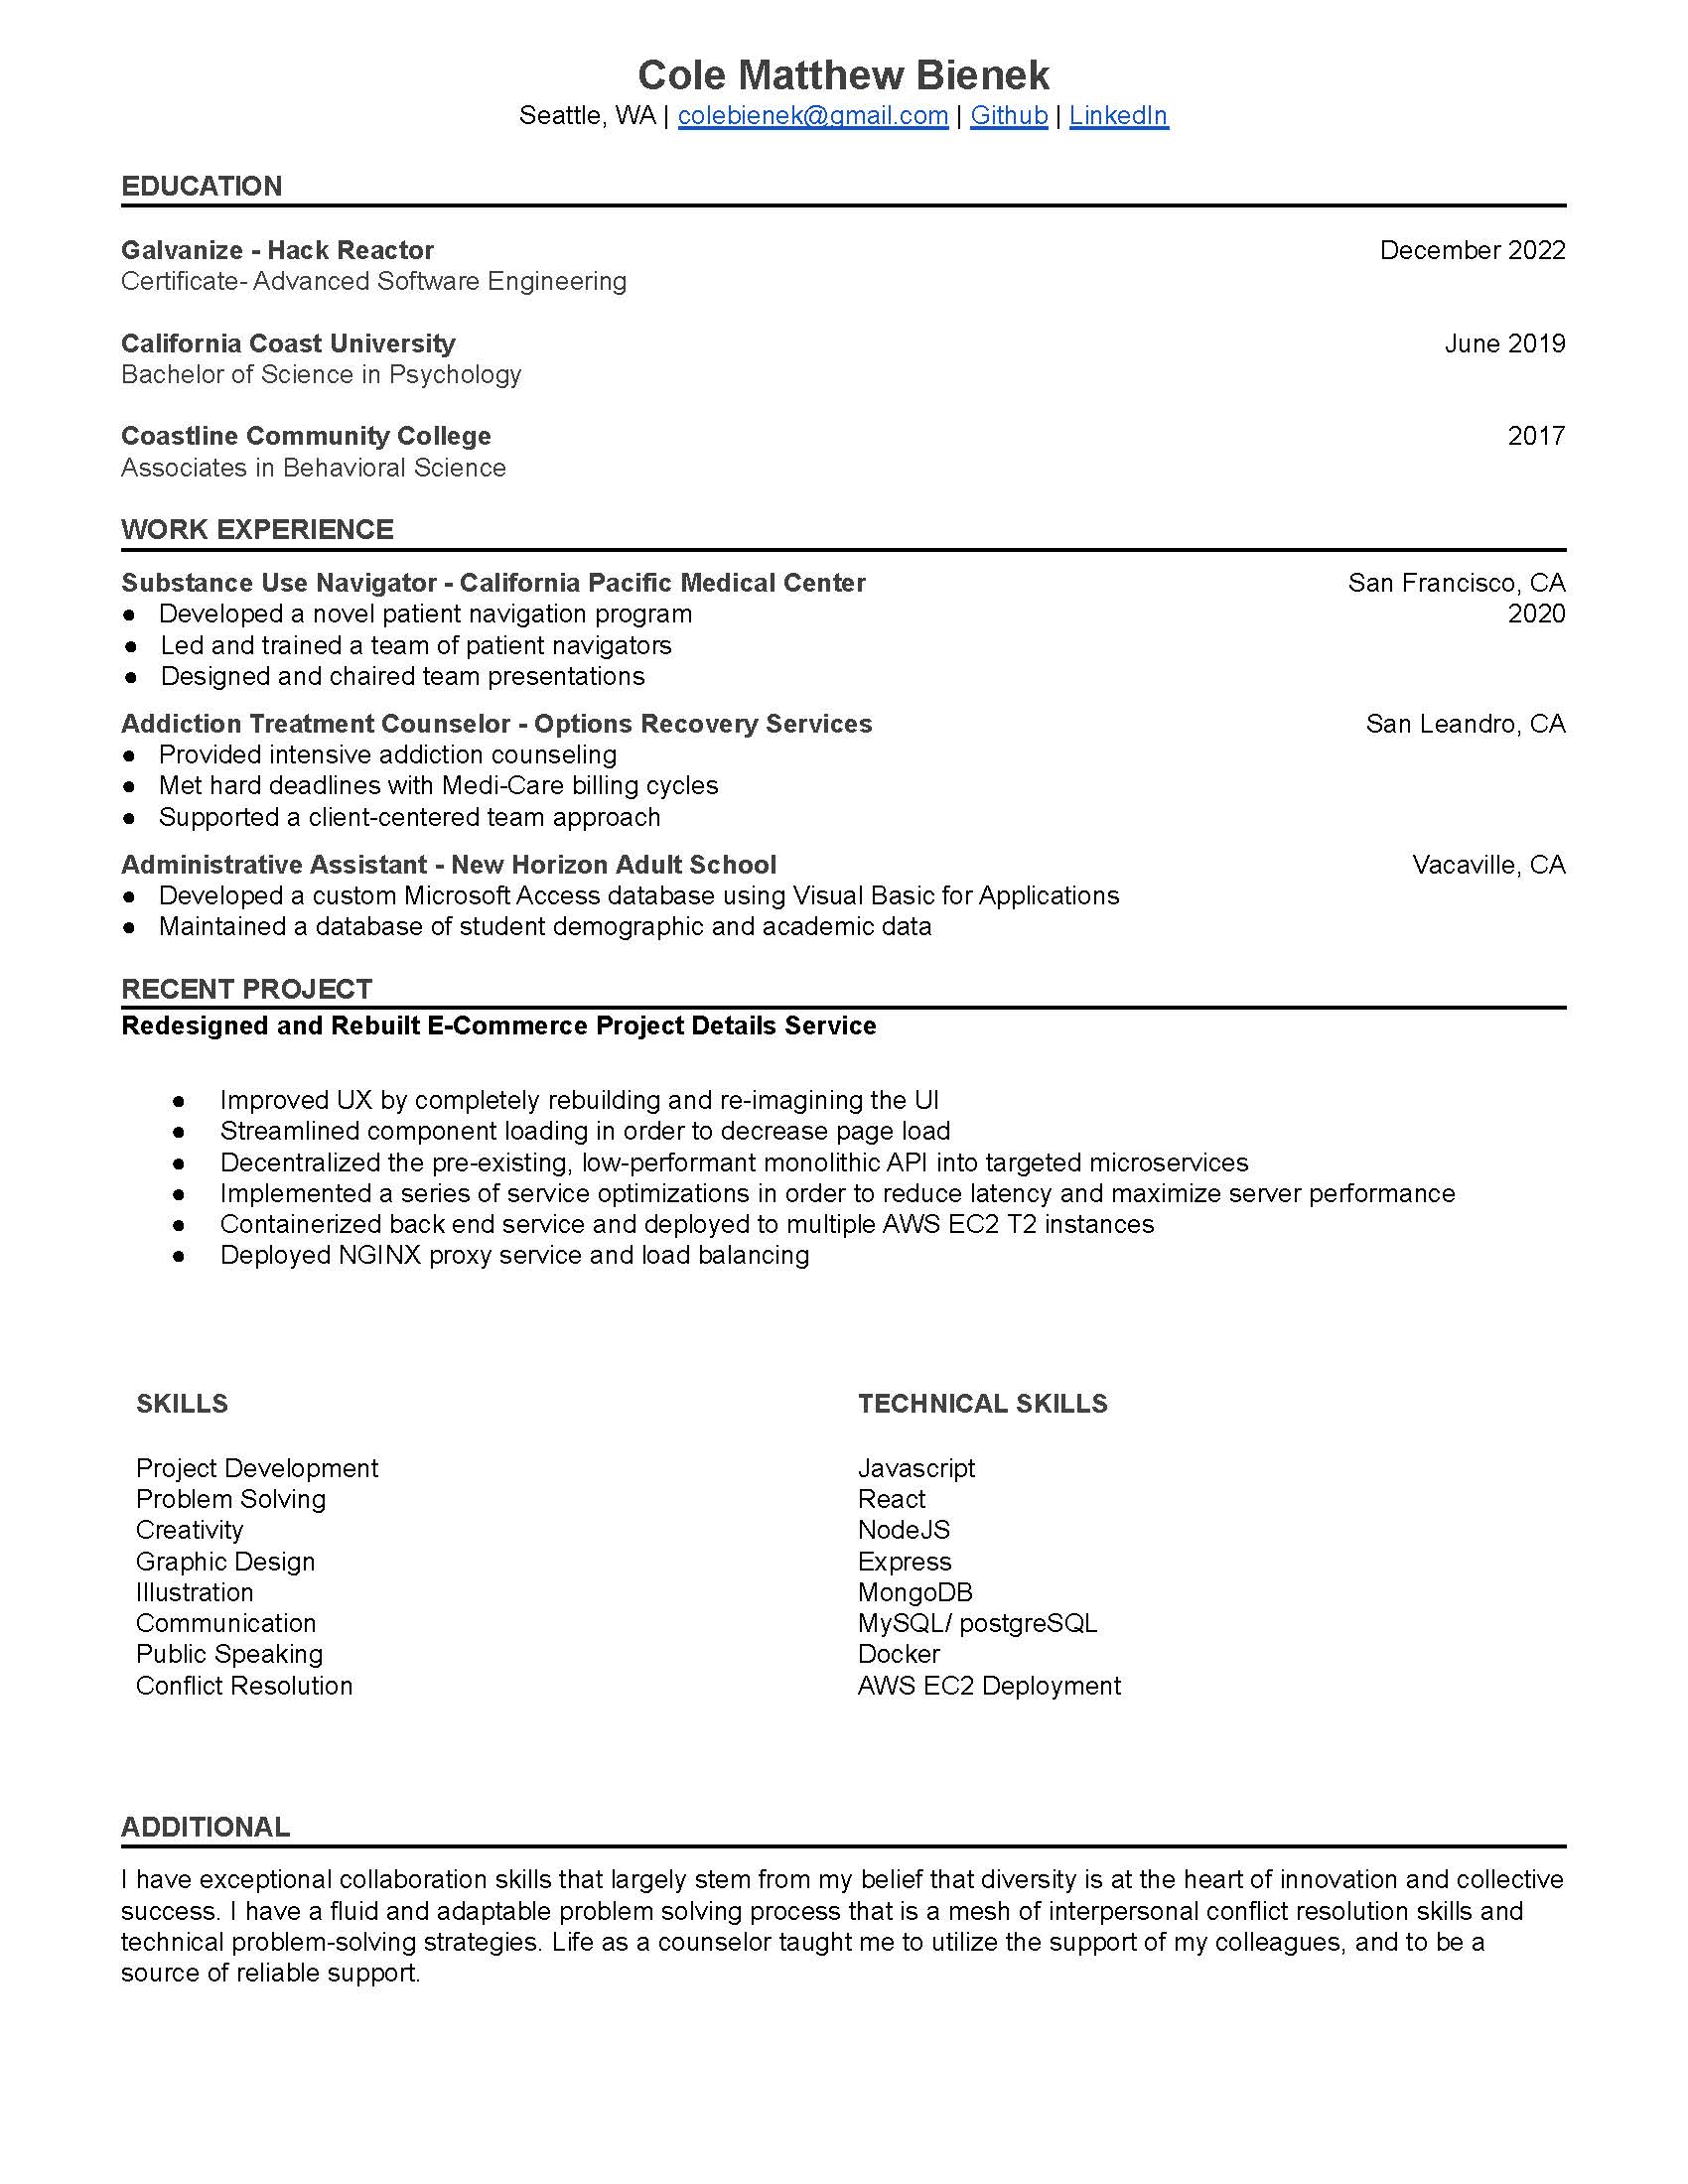 Cole Matthew Bienek
Seattle, WA | colebienek@gmail.com | Github | LinkedIn
EDUCATION
Galvanize - Hack Reactor December 2022
Certificate- Advanced Software Engineering
California Coast University June 2019
Bachelor of Science in Psychology
Coastline Community College 2017
Associates in Behavioral Science
WORK EXPERIENCE
Substance Use Navigator - California Pacific Medical Center San Francisco, CA
● Developed a novel patient navigation program 2020
● Led and trained a team of patient navigators
● Designed and chaired team presentations
Addiction Treatment Counselor - Options Recovery Services San Leandro, CA
● Provided intensive addiction counseling
● Met hard deadlines with Medi-Care billing cycles
● Supported a client-centered team approach
Administrative Assistant - New Horizon Adult School Vacaville, CA
● Developed a custom Microsoft Access database using Visual Basic for Applications
● Maintained a database of student demographic and academic data
RECENT PROJECT
Redesigned and Rebuilt E-Commerce Project Details Service
● Improved UX by completely rebuilding and re-imagining the UI
● Streamlined component loading in order to decrease page load
● Decentralized the pre-existing, low-performant monolithic API into targeted microservices
● Implemented a series of service optimizations in order to reduce latency and maximize server performance
● Containerized back end service and deployed to multiple AWS EC2 T2 instances
● Deployed NGINX proxy service and load balancing
SKILLS
Project Development
Problem Solving
Creativity
Graphic Design
Illustration
Communication
Public Speaking
Conflict Resolution
TECHNICAL SKILLS
Javascript
React
NodeJS
Express
MongoDB
MySQL/ postgreSQL
Docker
AWS EC2 Deployment
ADDITIONAL
I have exceptional collaboration skills that largely stem from my belief that diversity is at the heart of innovation and collective
success. I have a fluid and adaptable problem solving process that is a mesh of interpersonal conflict resolution skills and
technical problem-solving strategies. Life as a counselor taught me to utilize the support of my colleagues, and to be a
source of reliable support.